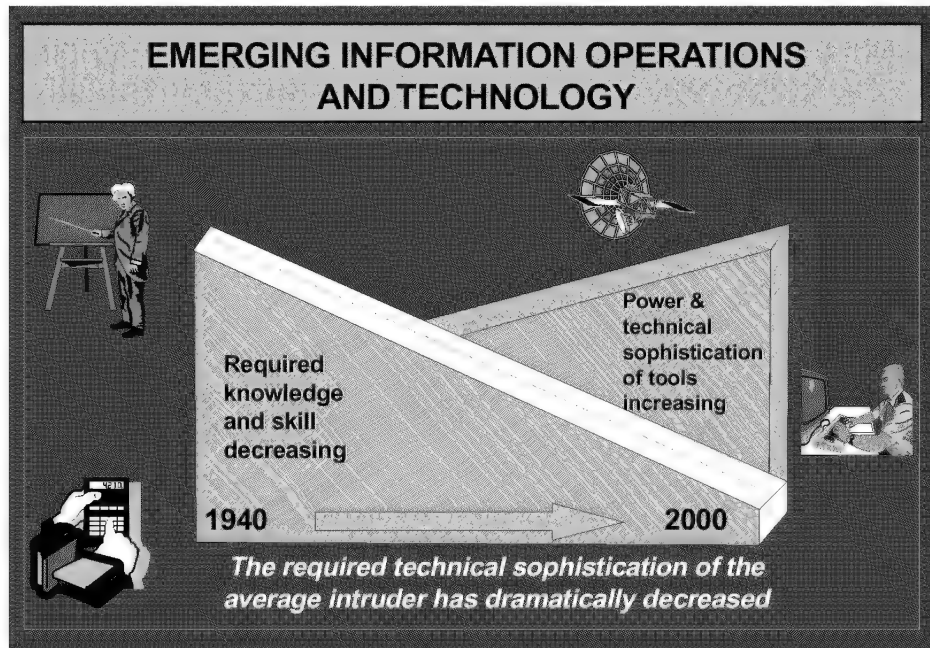 EMERGING INFORMATION OPERATIONS
AND TECHNOLOGY
Power &
technical
sophistication
of tools
increasing
Required
knowledge
and skill
decreasing
1940
2000
The required technical sophistication of the
average intruder has dramatically decreased